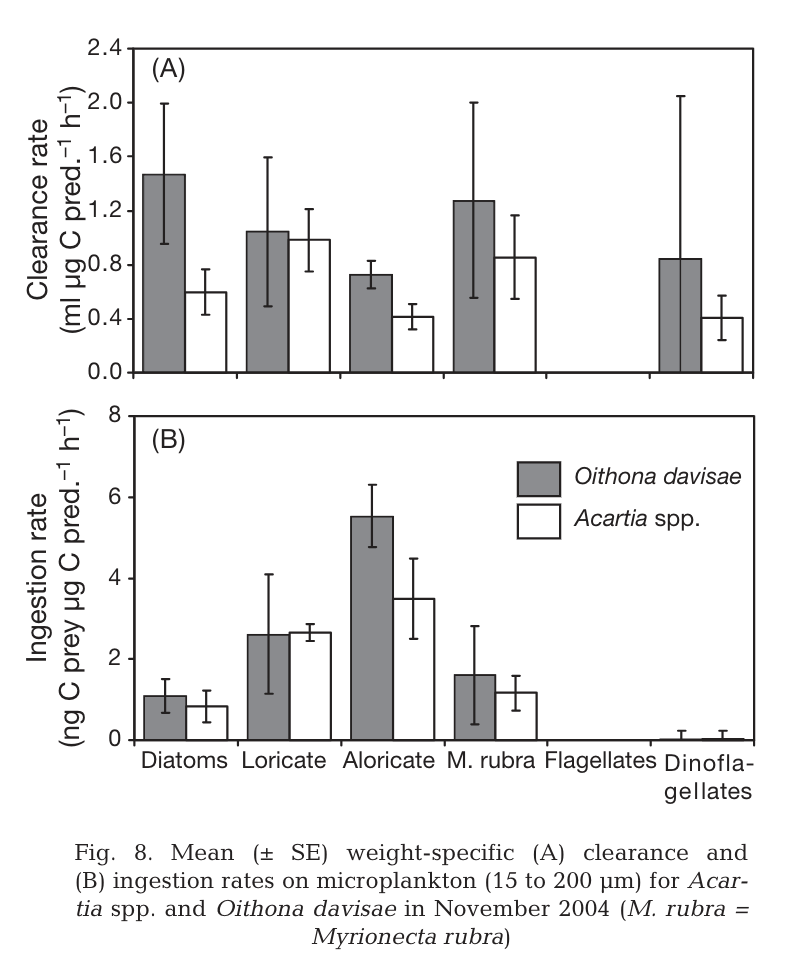 2.4
(A)
2.0
1.6
1.2
0.8
0.4
0.0
Clearance rate
(ml µg C pred.⁻¹ h⁻¹)
8
(B)
6
4
2
0
Ingestion rate
(ng C prey µg C pred.⁻¹ h⁻¹)
Oithona davisae
Acartia spp.
Diatoms Loricate Aloricate M. rubra Flagellates Dinofla-
gellates
Fig. 8. Mean (± SE) weight-specific (A) clearance and
(B) ingestion rates on microplankton (15 to 200 µm) for Acar-
tia spp. and Oithona davisae in November 2004 (M. rubra =
Myrionecta rubra)